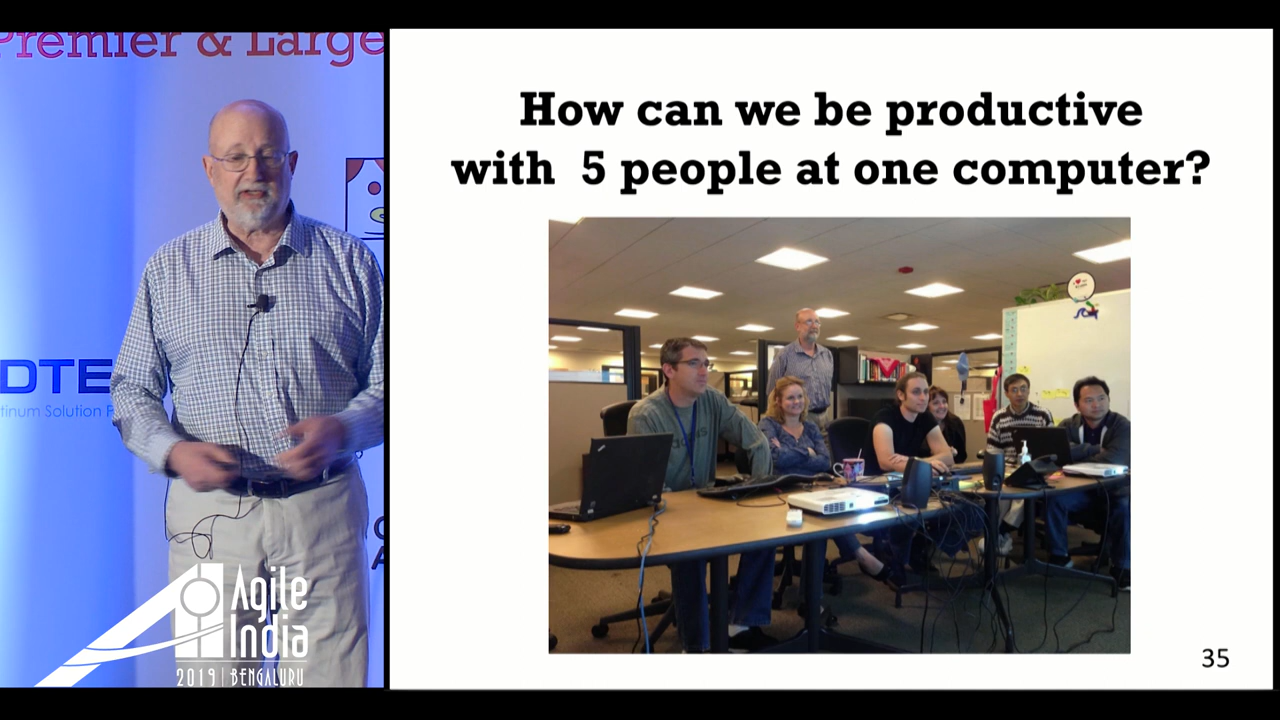 Premier & Large
DTE
tinum Solution P
Agile
India
2019 | BENGALURU
How can we be productive
with 5 people at one computer?
35